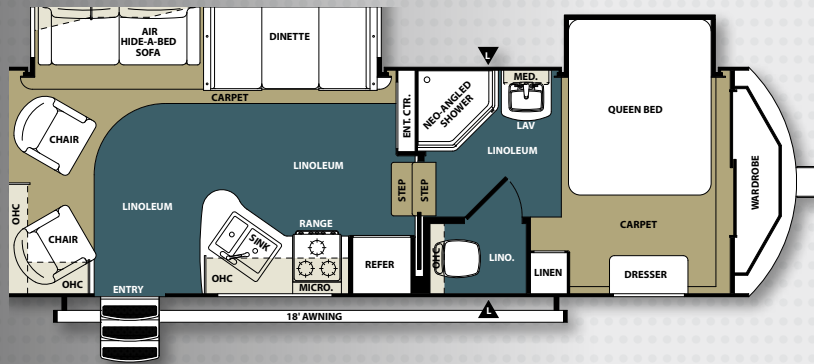 AIR
HIDE-A-BED
SOFA
DINETTE
CARPET
CHAIR
ENT. CTR.
NEO-ANGLED
SHOWER
MED.
LAV
LINOLEUM
QUEEN BED
WARDROBE
LINOLEUM
LINOLEUM
STEP
STEP
OHC
CHAIR
OHC
ENTRY
SINK
OHC
RANGE
MICRO.
REFER
OHC
LINO.
LINEN
CARPET
DRESSER
L
L
18' AWNING